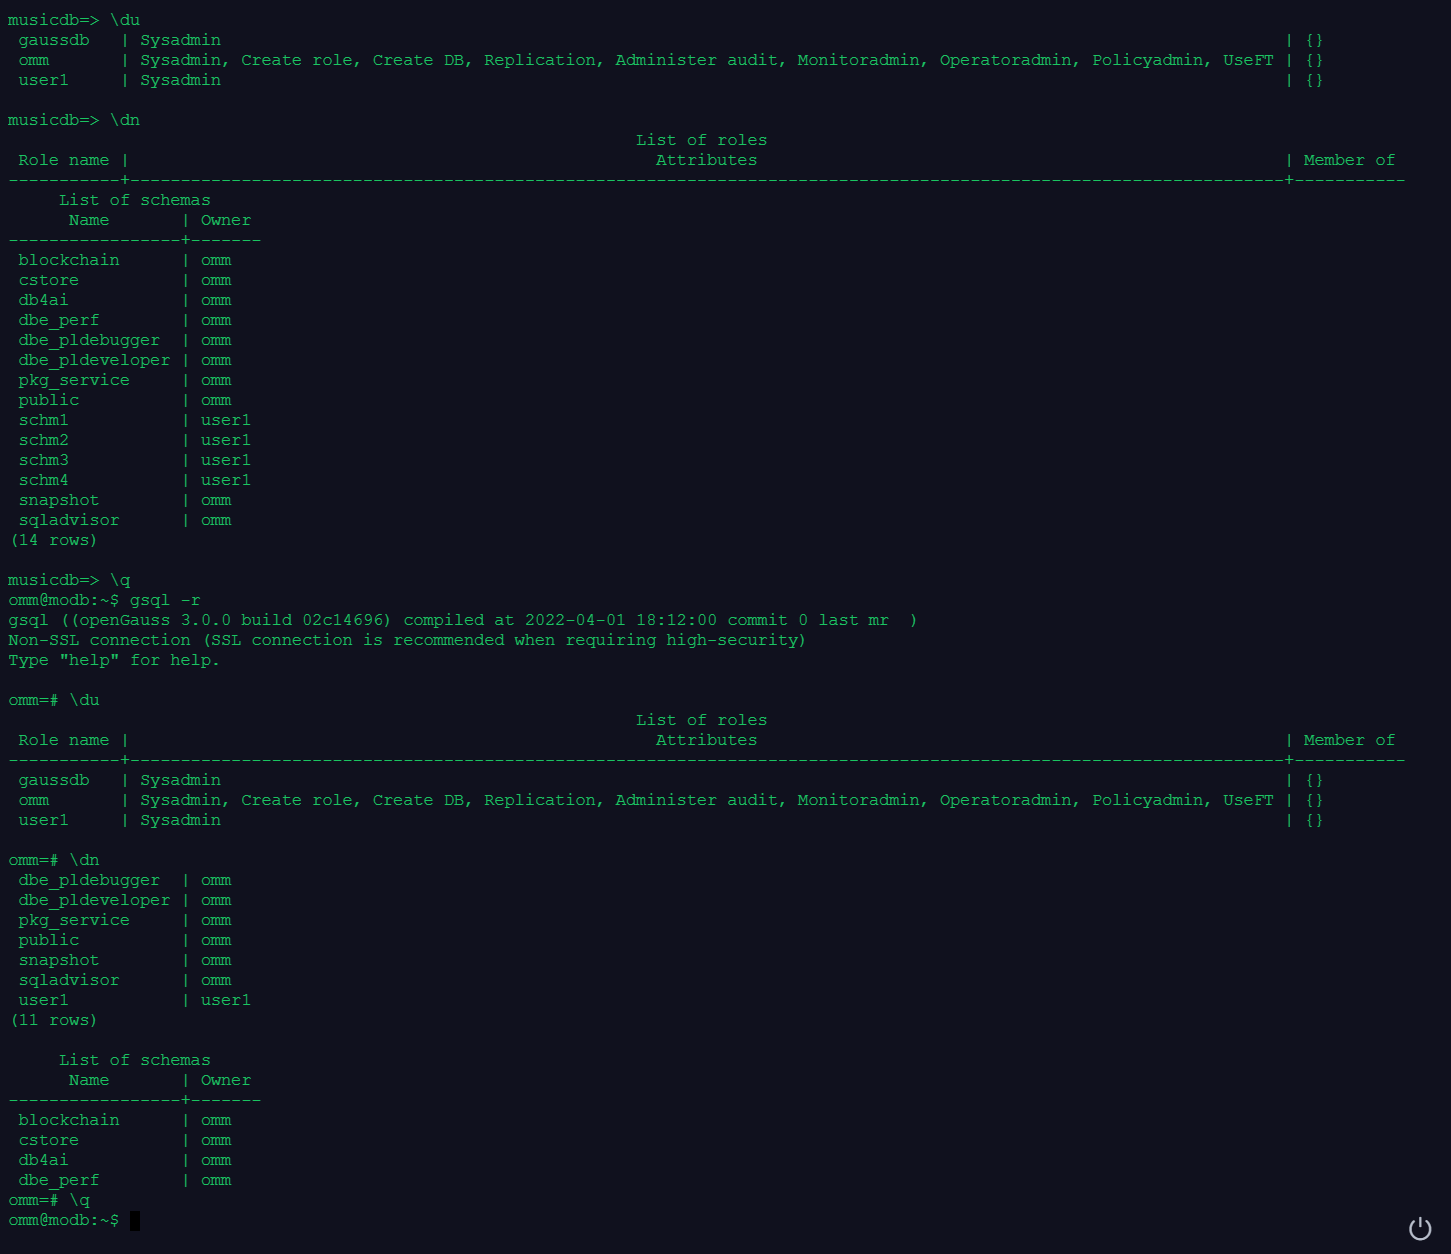 musicdb=> \du
 gaussdb   | Sysadmin                                                                                                         | {}
 omm       | Sysadmin, Create role, Create DB, Replication, Administer audit, Monitoradmin, Operatoradmin, Policyadmin, UseFT | {}
 user1     | Sysadmin                                                                                                         | {}

musicdb=> \dn
                                                              List of roles
 Role name |                                                    Attributes                                                    | Member of
-----------+------------------------------------------------------------------------------------------------------------------+-----------
     List of schemas
      Name       | Owner
-----------------+-------
 blockchain      | omm
 cstore          | omm
 db4ai           | omm
 dbe_perf        | omm
 dbe_pldebugger  | omm
 dbe_pldeveloper | omm
 pkg_service     | omm
 public          | omm
 schm1           | user1
 schm2           | user1
 schm3           | user1
 schm4           | user1
 snapshot        | omm
 sqladvisor      | omm
(14 rows)

musicdb=> \q
omm@modb:~$ gsql -r
gsql ((openGauss 3.0.0 build 02c14696) compiled at 2022-04-01 18:12:00 commit 0 last mr  )
Non-SSL connection (SSL connection is recommended when requiring high-security)
Type "help" for help.

omm=# \du
                                                              List of roles
 Role name |                                                    Attributes                                                    | Member of
-----------+------------------------------------------------------------------------------------------------------------------+-----------
 gaussdb   | Sysadmin                                                                                                         | {}
 omm       | Sysadmin, Create role, Create DB, Replication, Administer audit, Monitoradmin, Operatoradmin, Policyadmin, UseFT | {}
 user1     | Sysadmin                                                                                                         | {}

omm=# \dn
 dbe_pldebugger  | omm
 dbe_pldeveloper | omm
 pkg_service     | omm
 public          | omm
 snapshot        | omm
 sqladvisor      | omm
 user1           | user1
(11 rows)

     List of schemas
      Name       | Owner
-----------------+-------
 blockchain      | omm
 cstore          | omm
 db4ai           | omm
 dbe_perf        | omm
omm=# \q
omm@modb:~$